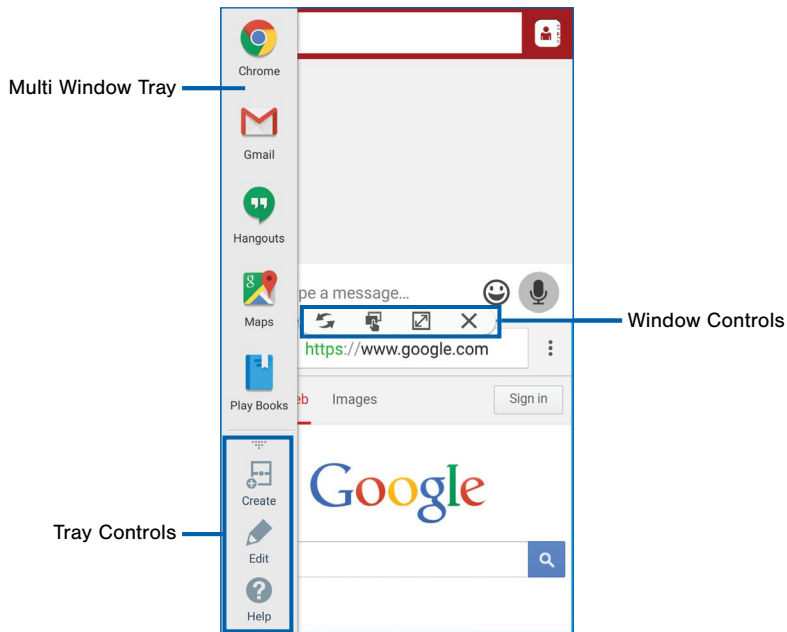 Chrome
Multi Window Tray
Gmail
Hangouts
8
Maps
pe a message...
Window Controls
https://www.google.com
Play Books
eb Images Sign in
Google
Create
Tray Controls
Edit
?
Help